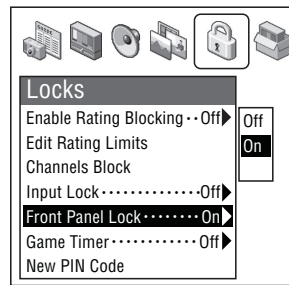 Locks
Enable Rating Blocking ·· Off
Edit Rating Limits
Channels Block
Input Lock ·············· Off
Front Panel Lock ········ On
Game Timer ············ Off
New PIN Code
Off
On